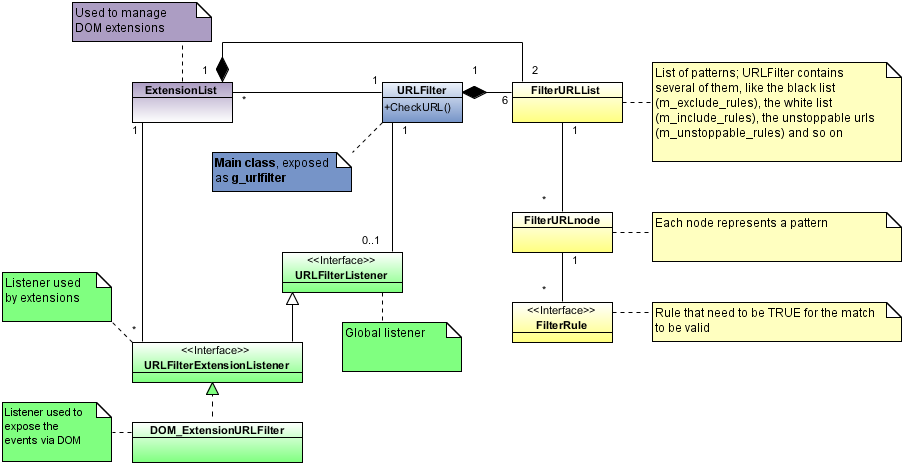 Used to manage
DOM extensions
1
2
ExtensionList
*
1
URLFilter
+CheckURL()
1
6
FilterURLList
List of patterns; URLFilter contains
several of them, like the black list
(m_exclude_rules), the white list
(m_include_rules), the unstoppable urls
(m_unstoppable_rules) and so on
1
1
1
Main class, exposed
as g_urlfilter
*
FilterURLnode
Each node represents a pattern
0..1
<<Interface>>
URLFilterListener
1
Listener used
by extensions
*
<<Interface>>
FilterRule
Rule that need to be TRUE for the match
to be valid
*
Global listener
<<Interface>>
URLFilterExtensionListener
Listener used to
expose the
events via DOM
DOM_ExtensionURLFilter